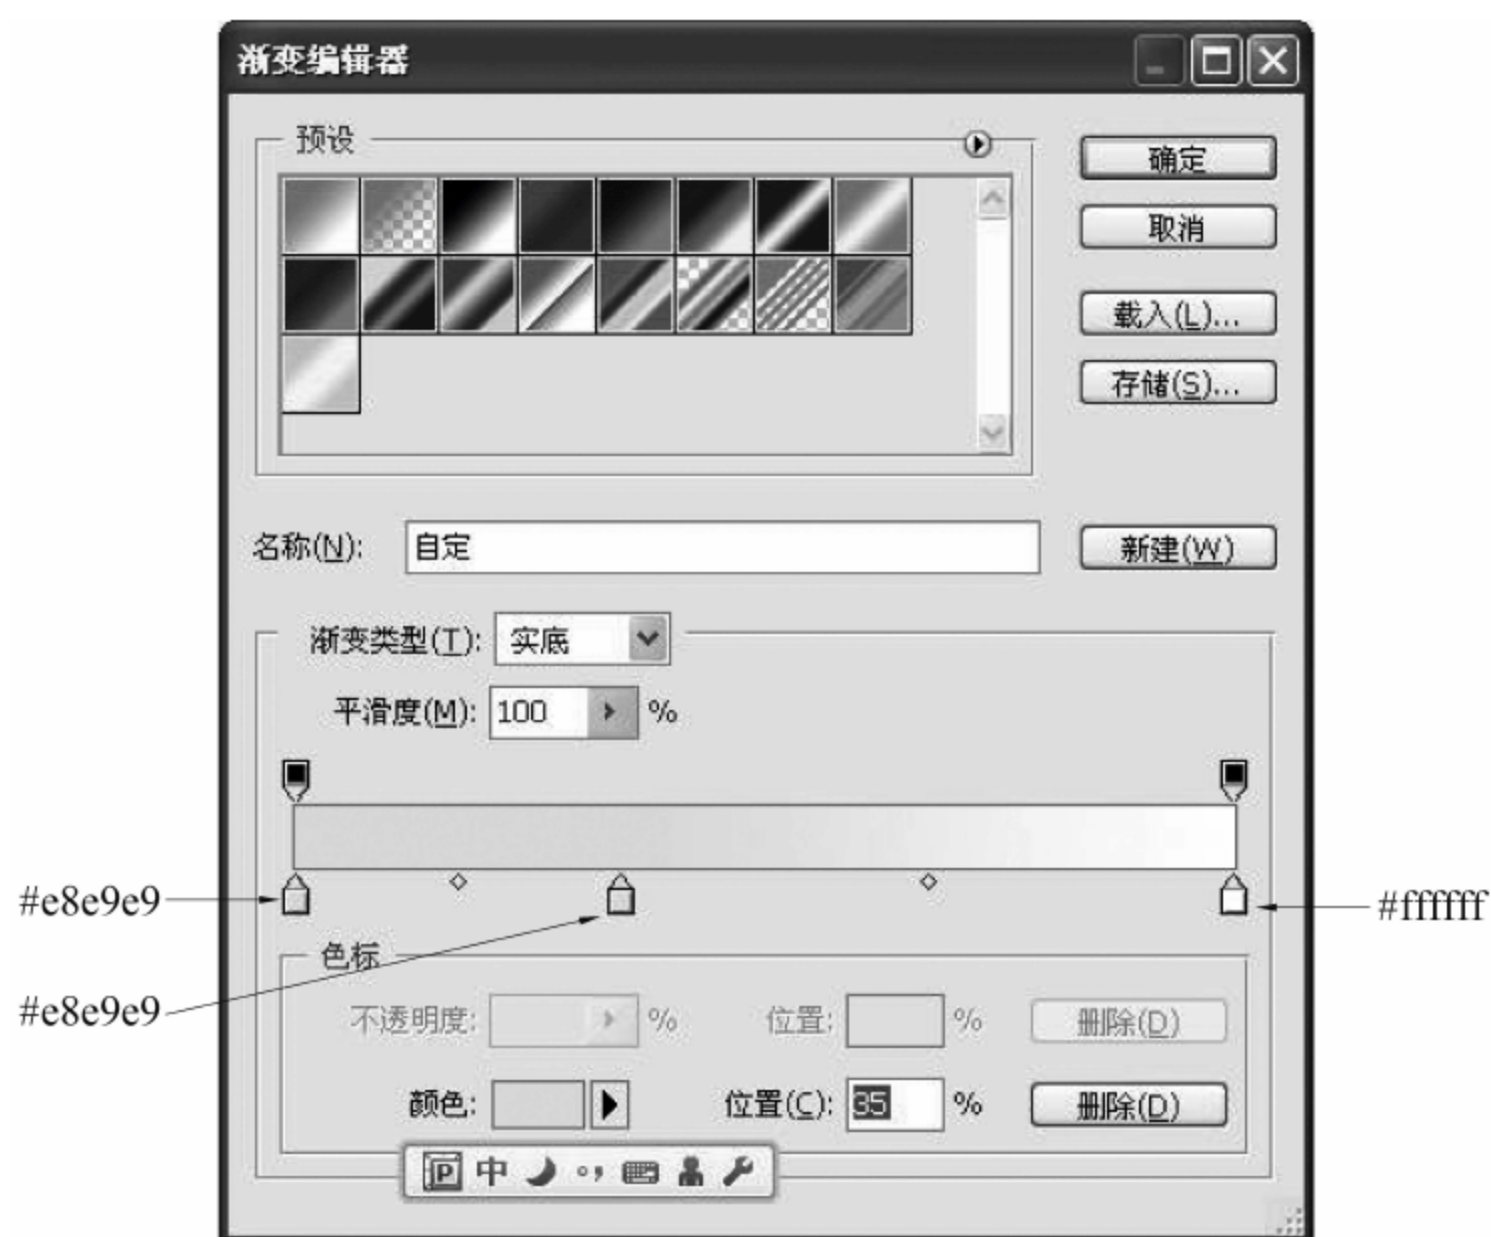 渐变编辑器
预设
确定
取消
载入(L)...
存储(S)...
名称(N): 自定 新建(W)
渐变类型(T): 实底
平滑度(M): 100 %
#e8e9e9 #ffffff
色标
#e8e9e9
不透明度: % 位置: % 删除(D)
颜色: 位置(C): 35 % 删除(D)
P 中 °,